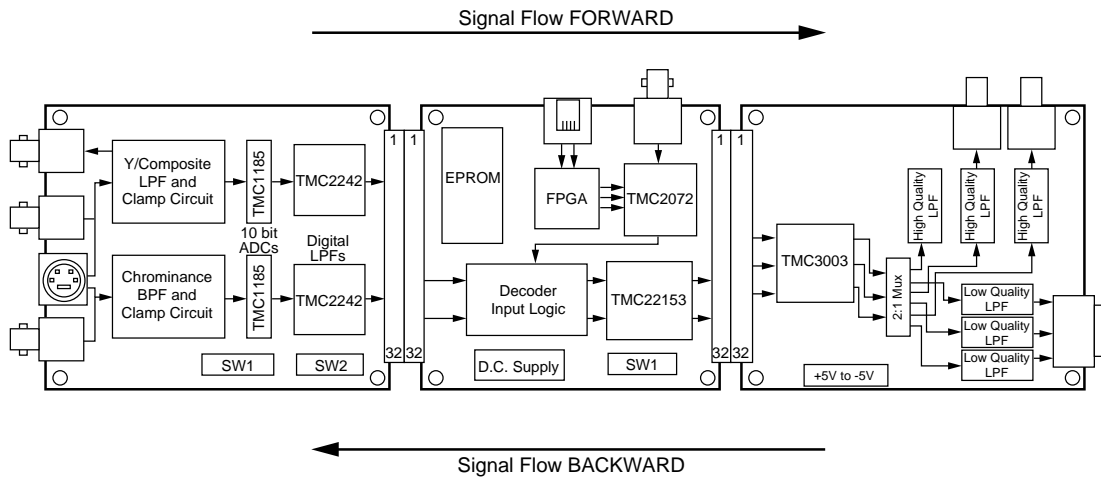 Signal Flow FORWARD
Y/Composite
LPF and
Clamp Circuit
TMC1185
TMC2242
10 bit
ADCs
Digital
LPFs
Chrominance
BPF and
Clamp Circuit
TMC1185
TMC2242
SW1
SW2
1
1
32
32
EPROM
FPGA
TMC2072
Decoder
Input Logic
TMC22153
D.C. Supply
SW1
1
1
32
32
TMC3003
2:1 Mux
High Quality
LPF
High Quality
LPF
High Quality
LPF
Low Quality
LPF
Low Quality
LPF
Low Quality
LPF
+5V to -5V
Signal Flow BACKWARD